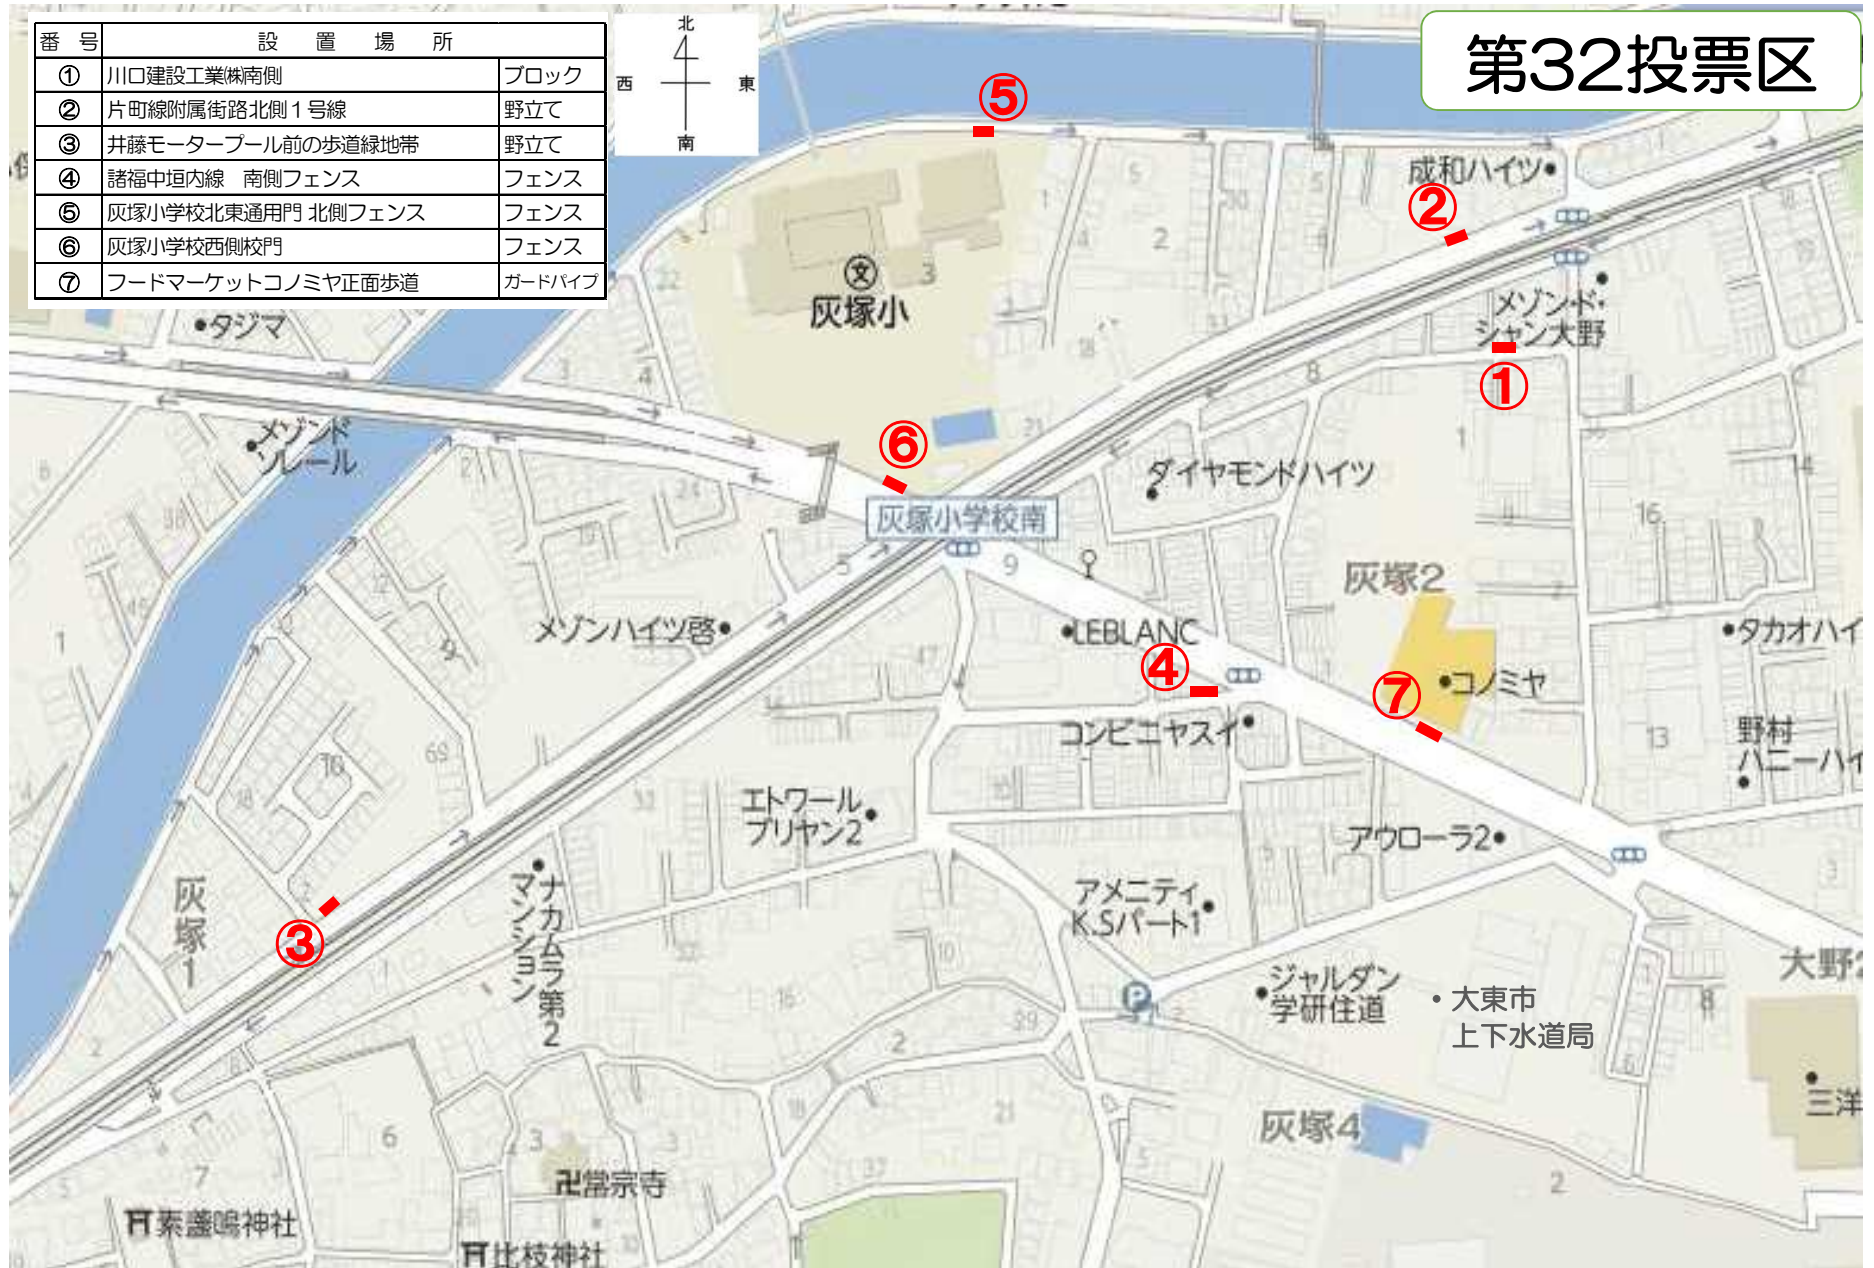 第32投票区
番 号 設 置 場 所
① 川口建設工業㈱南側 ブロック
② 片町線附属街路北側１号線 野立て
③ 井藤モータープール前の歩道緑地帯 野立て
④ 諸福中垣内線 南側フェンス フェンス
⑤ 灰塚小学校北東通用門 北側フェンス フェンス
⑥ 灰塚小学校西側校門 フェンス
⑦ フードマーケットコノミヤ正面歩道 ガードパイプ
北
西 東
南
⑤
成和ハイツ
②
灰塚小
3
タジマ
メゾン・ド・
シャン大野
①
メゾンド
ソレール
⑥
ダイヤモンドハイツ
灰塚小学校南
灰塚2
メゾンハイツ啓
LEBLANC
タカオハイ
④
コノミヤ
⑦
コンビニヤスイ
野村
ハニーハイ
エトワール
ブリヤン2
アウローラ2
灰塚1
ナカムラ第2
マンション
アメニティ
K.Sパート1
③
大野2
ジャルダン
学研住道
大東市
上下水道局
三洋
灰塚4
卍常宗寺
素盞嗚神社
比枝神社